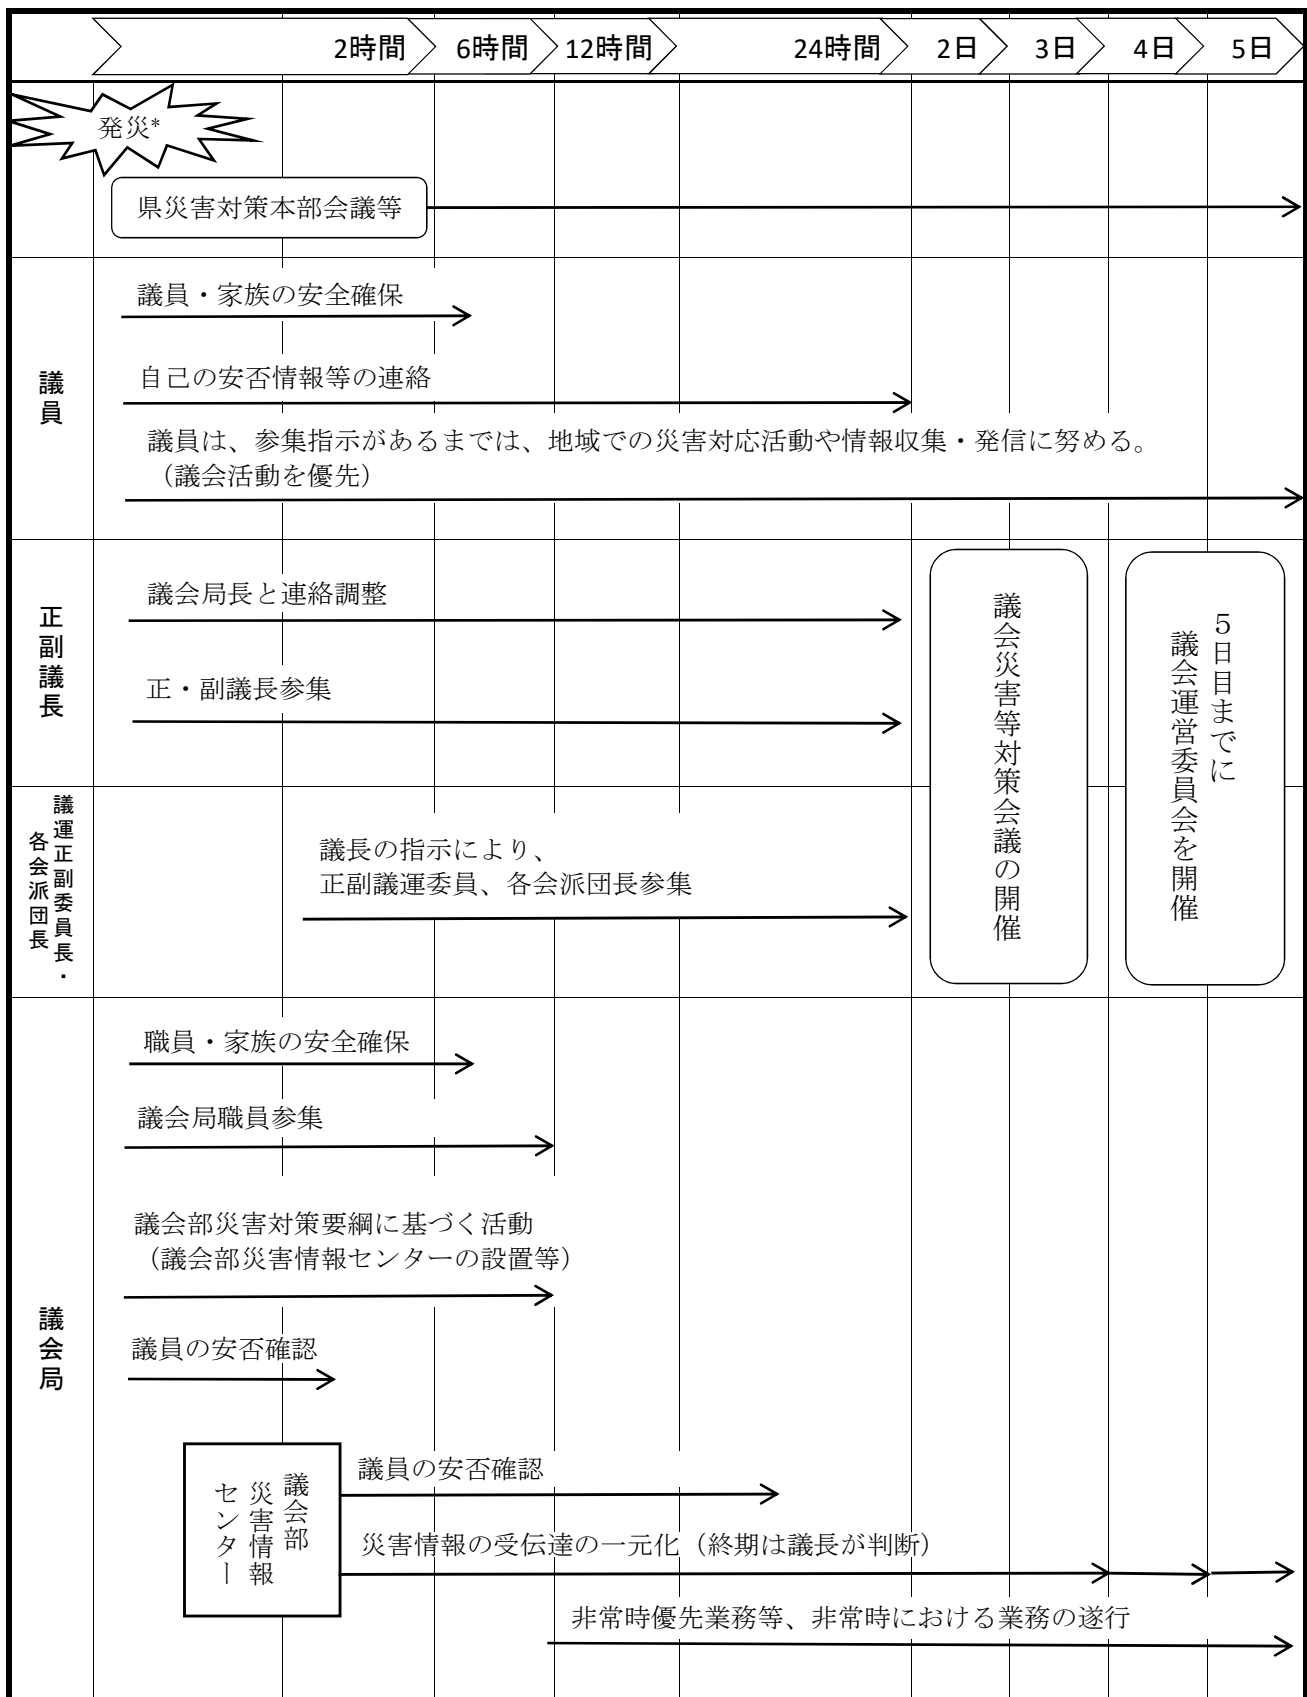 2時間 6時間 12時間 24時間 2日 3日 4日 5日
発災*
県災害対策本部会議等
議員
議員・家族の安全確保
自己の安否情報等の連絡
議員は、参集指示があるまでは、地域での災害対応活動や情報収集・発信に努める。
（議会活動を優先）
正副議長
議会局長と連絡調整
正・副議長参集
議会災害等対策会議の開催
５日目までに
議会運営委員会を開催
議運正副委員長・
各会派団長
議長の指示により、
正副議運委員、各会派団長参集
議会局
職員・家族の安全確保
議会局職員参集
議会部災害対策要綱に基づく活動
（議会部災害情報センターの設置等）
議員の安否確認
議会部
災害情報
センター
議員の安否確認
災害情報の受伝達の一元化（終期は議長が判断）
非常時優先業務等、非常時における業務の遂行